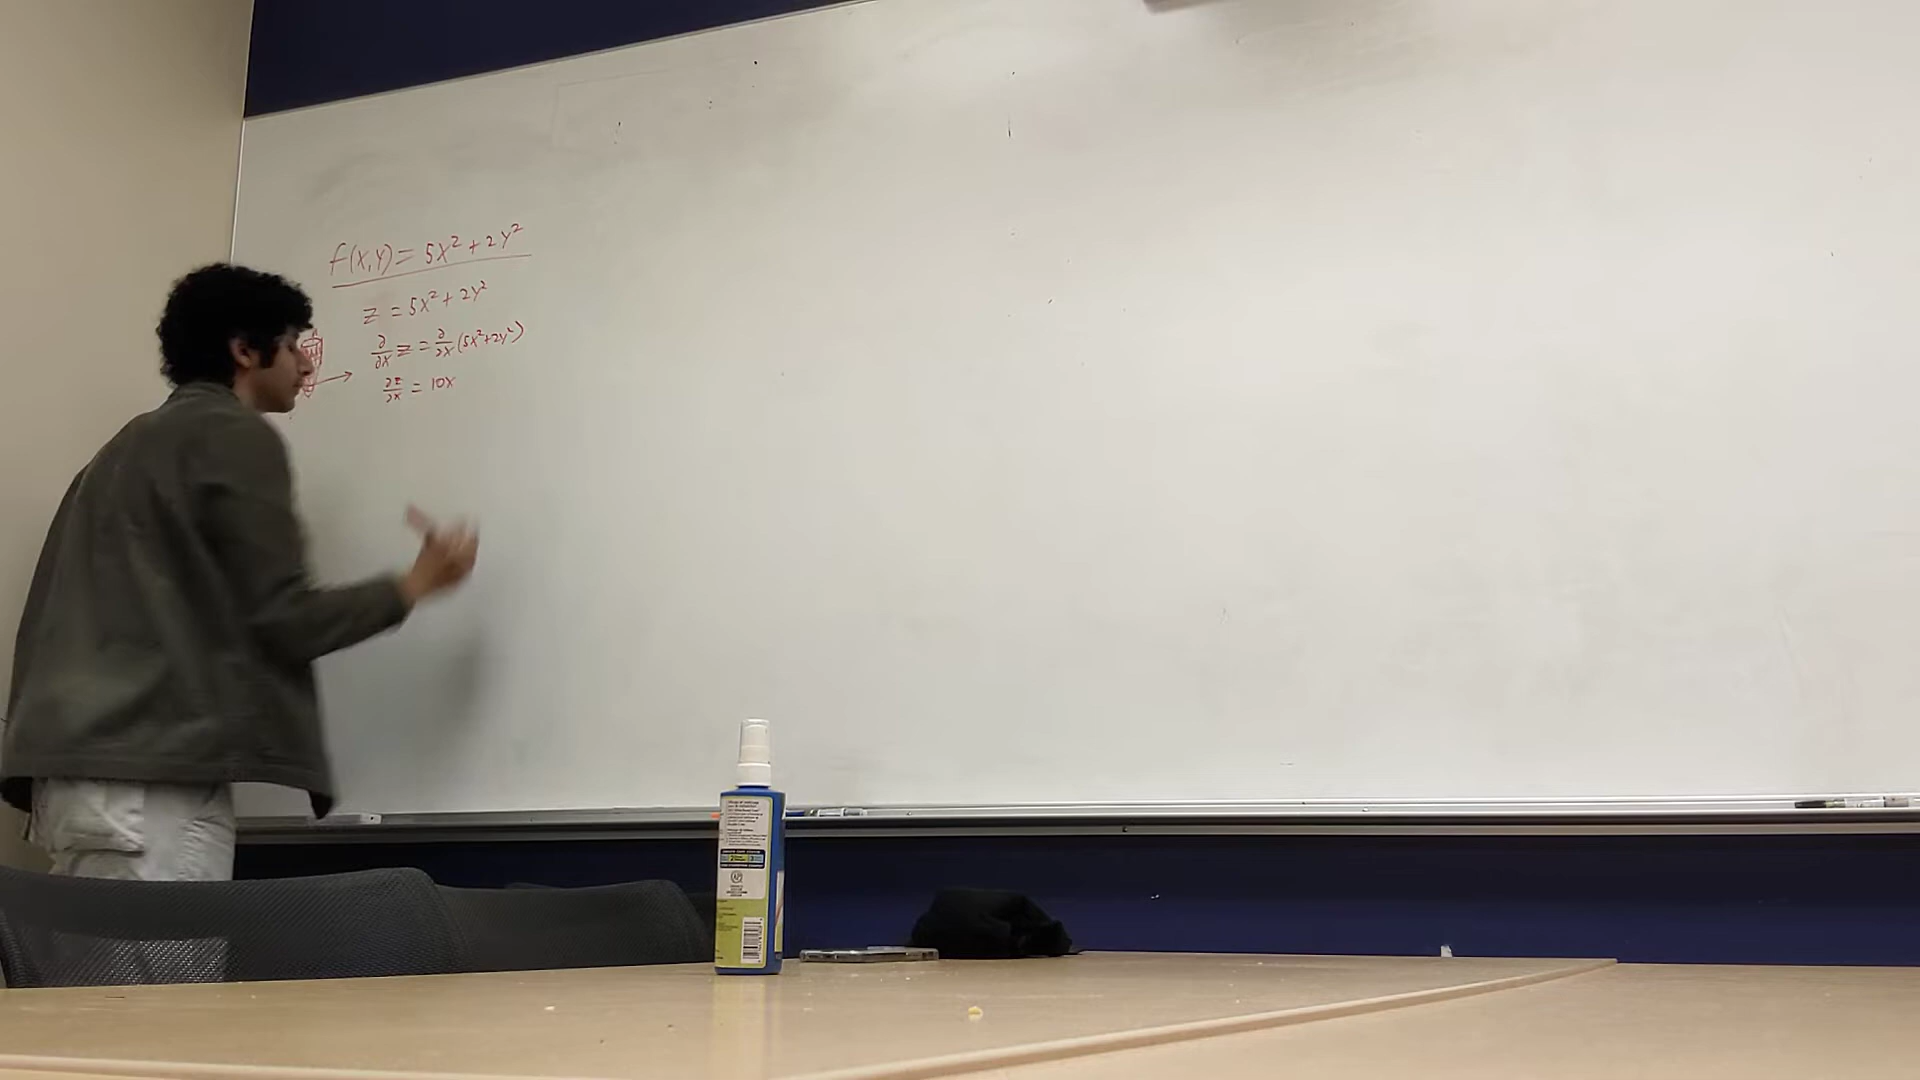 f(x,y) = 5x² + 2y²
z = 5x² + 2y²
∂/∂x z = ∂/∂x (5x²+2y²)
∂z/∂x = 10x